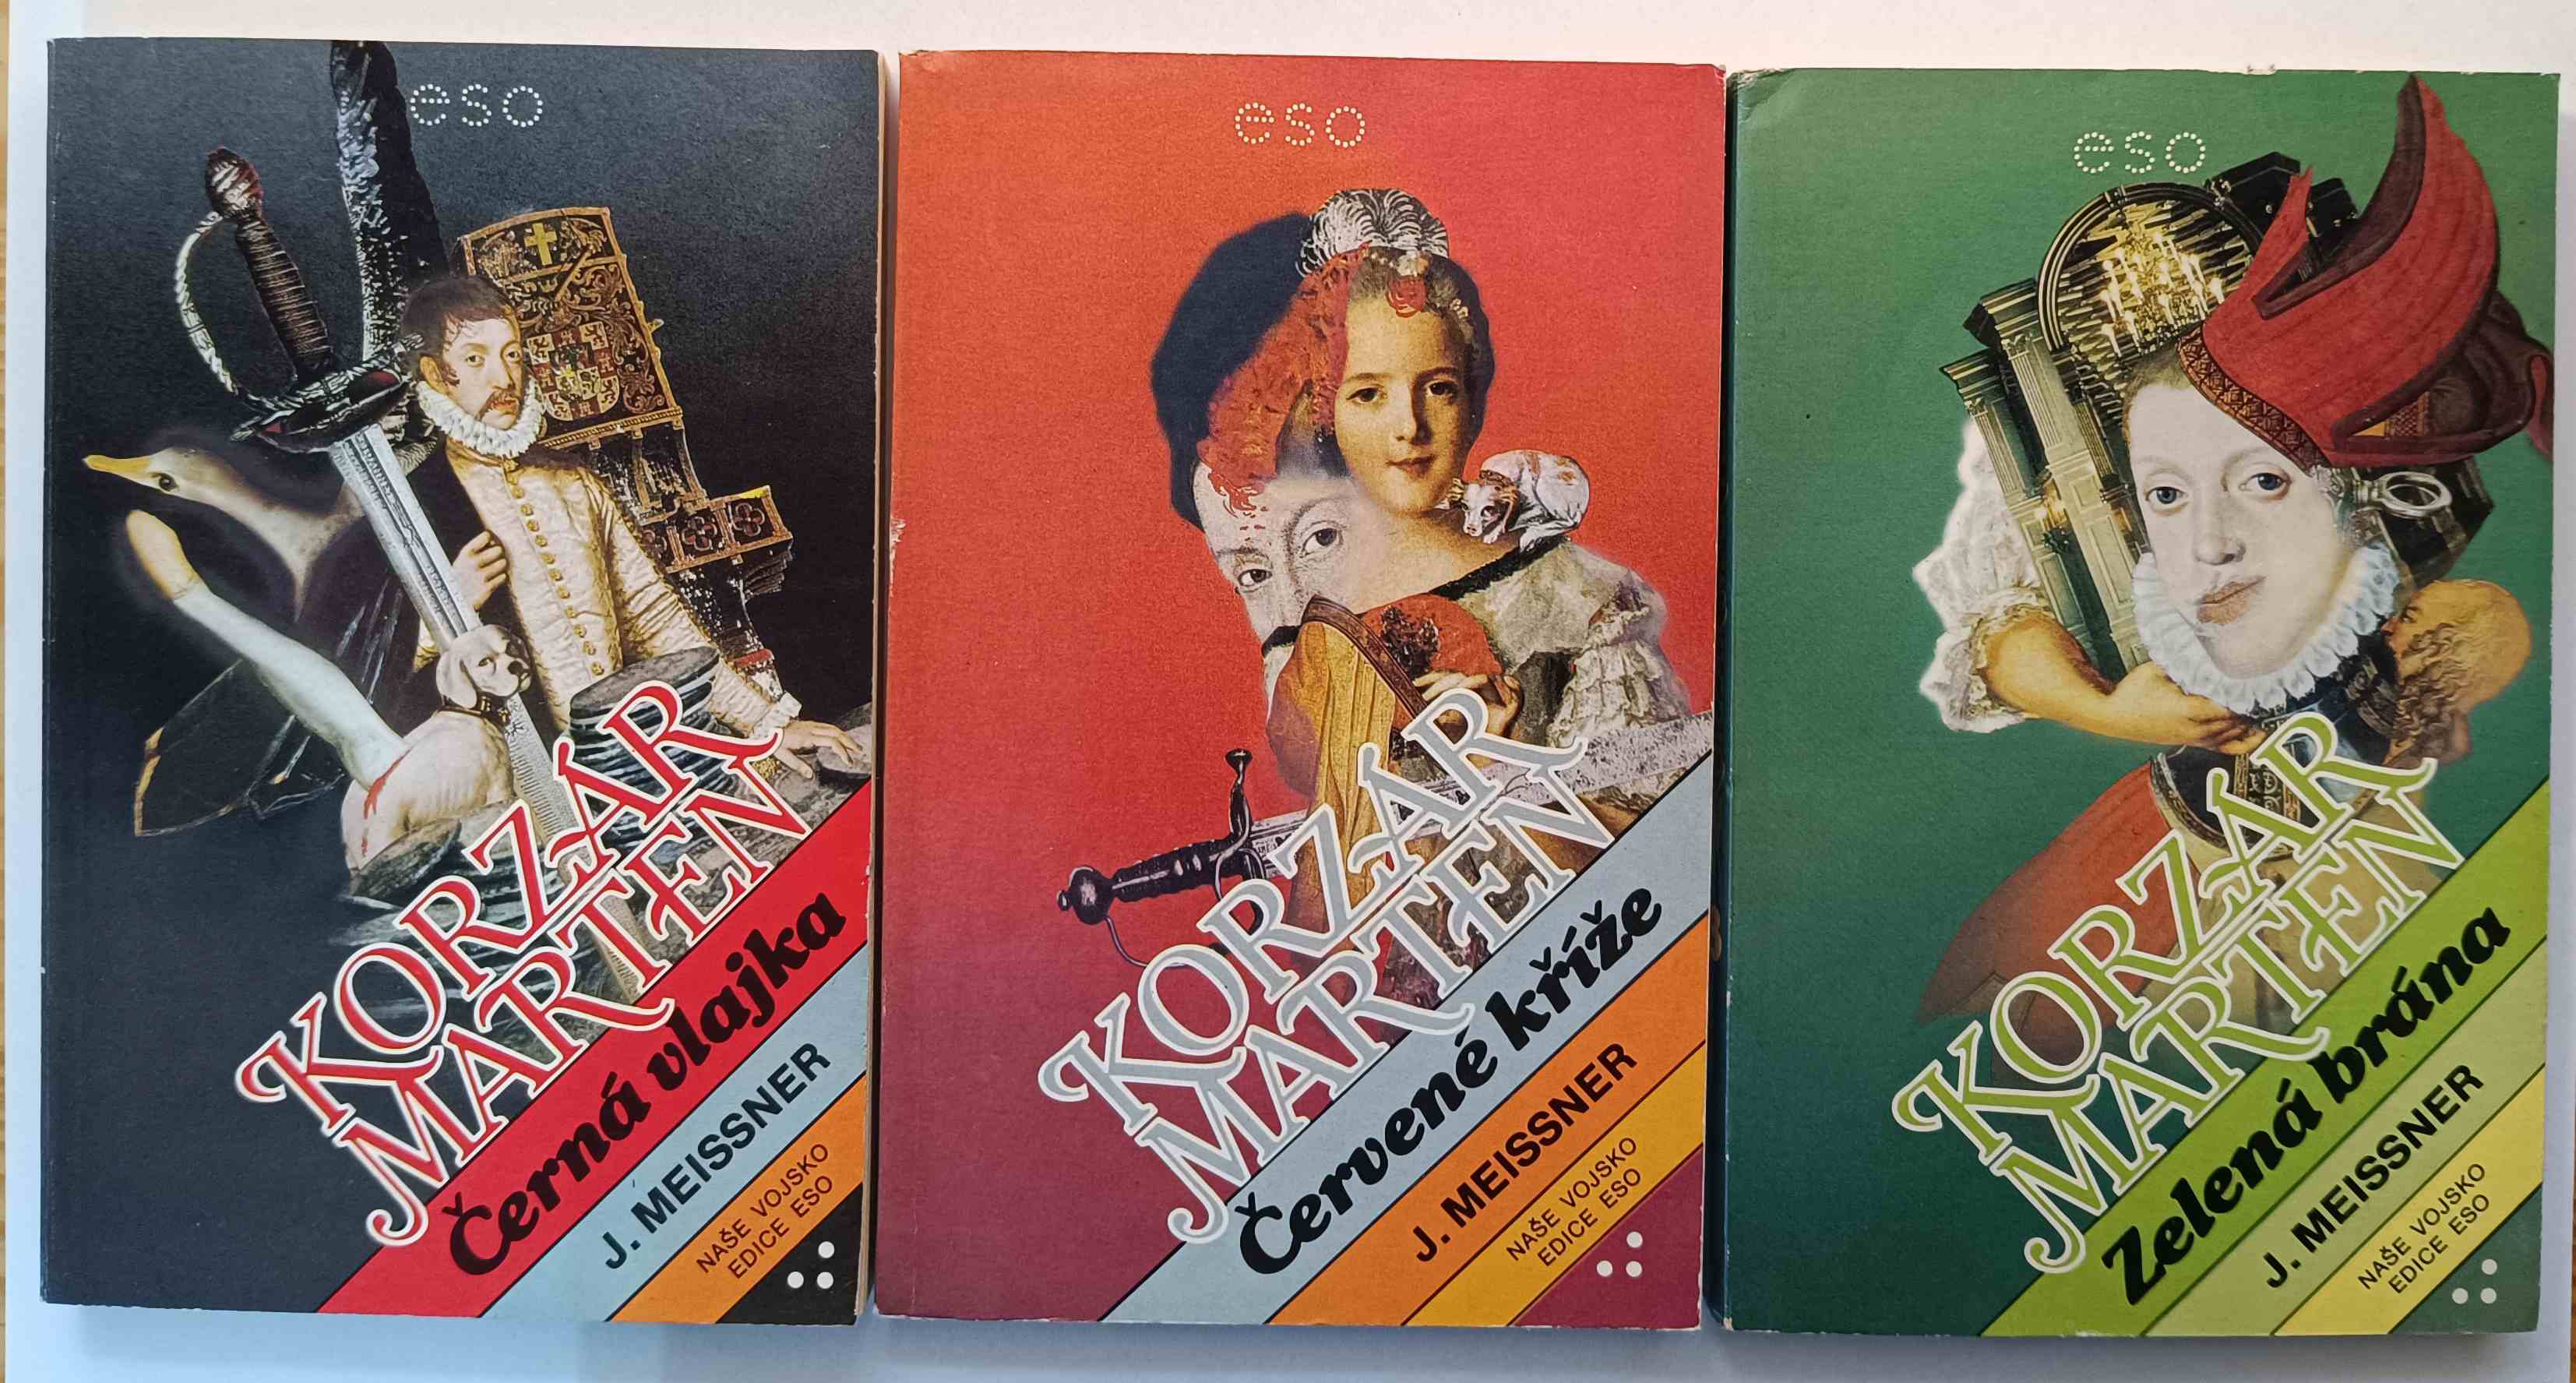 eso
KORZÁR
MARTEN
Černá vlajka
J. MEISSNER
NAŠE VOJSKO
EDICE ESO
eso
KORZÁR
MARTEN
Červené kříže
J. MEISSNER
NAŠE VOJSKO
EDICE ESO
eso
KORZÁR
MARTEN
Zelená brána
J. MEISSNER
NAŠE VOJSKO
EDICE ESO